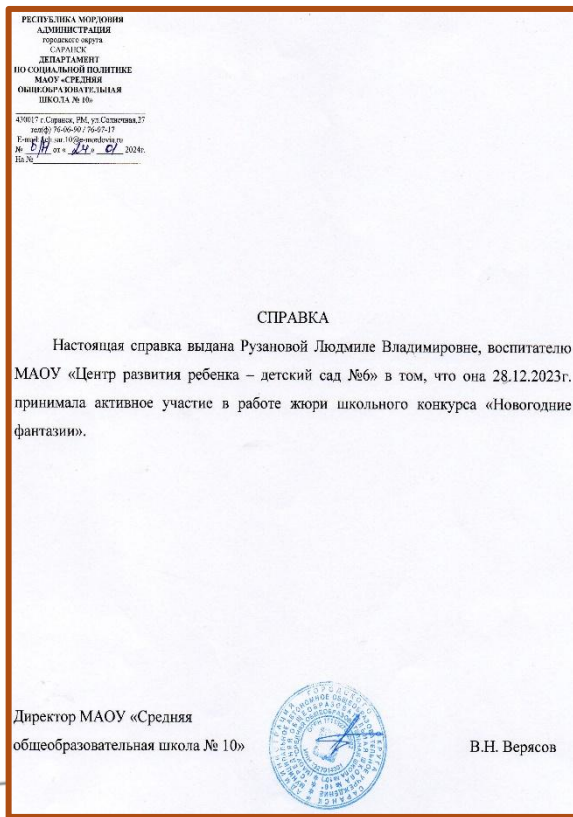 РЕСПУБЛИКА МОРДОВИЯ
АДМИНИСТРАЦИЯ
городского округа
САРАНСК
ДЕПАРТАМЕНТ
ПО СОЦИАЛЬНОЙ ПОЛИТИКЕ
МАОУ «СРЕДНЯЯ
ОБЩЕОБРАЗОВАТЕЛЬНАЯ
ШКОЛА № 10»
430017 г.Саранск, РМ, ул.Солнечная,27
тел(ф) 76-06-90 / 76-07-17
E-mail:
№ б/н от « 24 » 01 2024г.
На №
СПРАВКА
Настоящая справка выдана Рузановой Людмиле Владимировне, воспитателю
МАОУ «Центр развития ребенка – детский сад №6» в том, что она 28.12.2023г.
принимала активное участие в работе жюри школьного конкурса «Новогодние
фантазии».
Директор МАОУ «Средняя
общеобразовательная школа № 10»
В.Н. Верясов